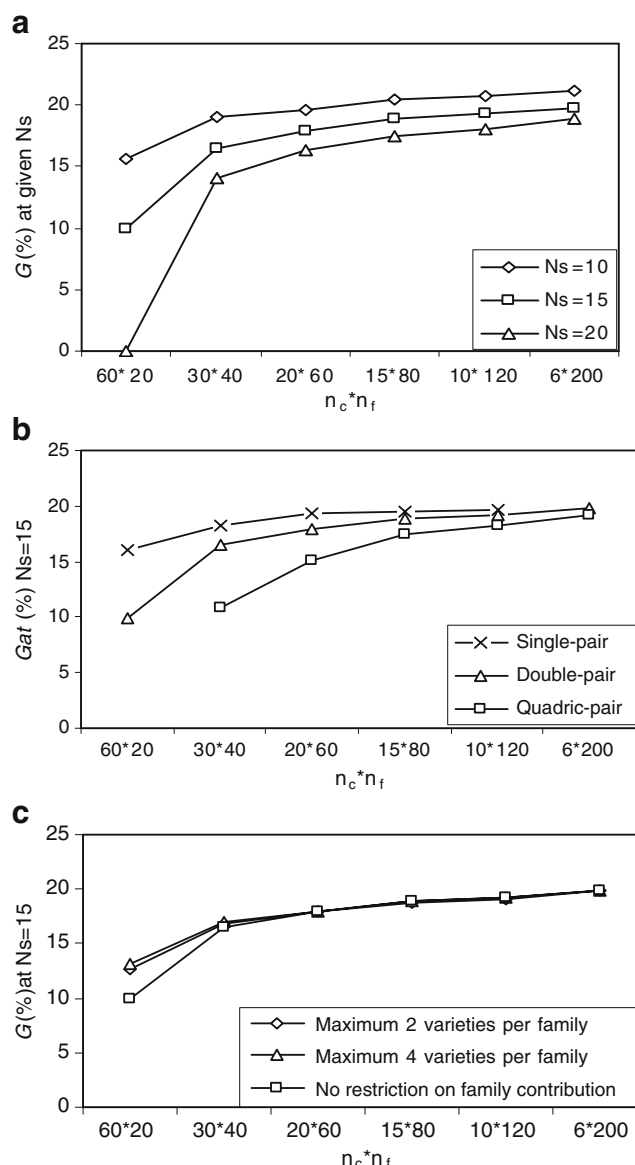 a
25
20
15
10
5
0
G(%) at given Ns
Ns=10
Ns=15
Ns=20
60*20 30*40 20*60 15*80 10*120 6*200
n_c*n_f
b
25
20
15
10
5
0
Gat (%) Ns=15
Single-pair
Double-pair
Quadric-pair
60*20 30*40 20*60 15*80 10*120 6*200
n_c*n_f
c
25
20
15
10
5
0
G(%)at Ns=15
Maximum 2 varieties per family
Maximum 4 varieties per family
No restriction on family contribution
60*20 30*40 20*60 15*80 10*120 6*200
n_c*n_f